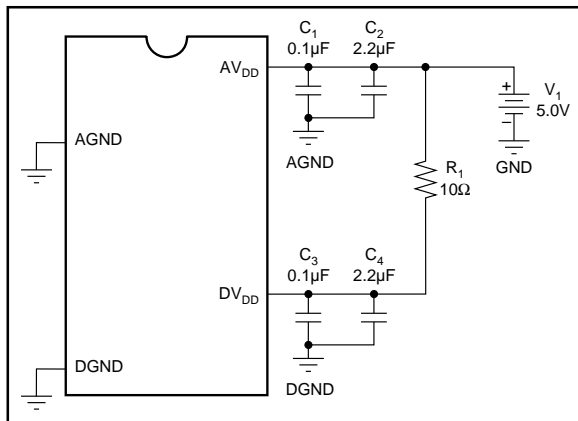 C1
0.1µF
C2
2.2µF
AVDD
V1
5.0V
+
–
AGND
AGND
GND
R1
10Ω
C3
0.1µF
C4
2.2µF
DVDD
DGND
DGND